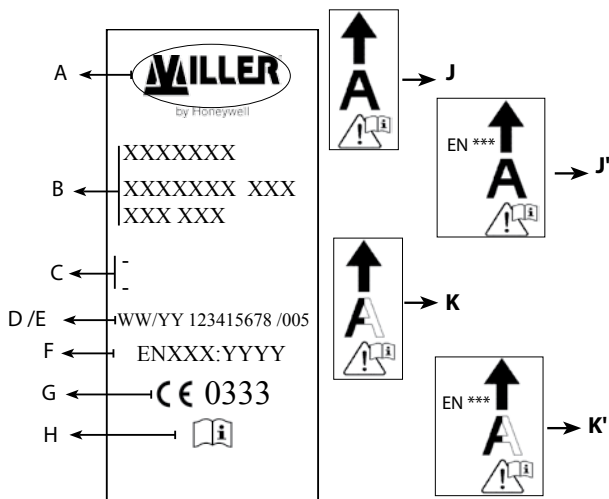 A
MILLER
by Honeywell
B
XXXXXXX
XXXXXXX XXX
XXX XXX
C
-
-
D /E
WW/YY 123415678 /005
F
ENXXX:YYYY
G
CE 0333
H
i
A
i
J
EN ***
A
i
J'
A
i
K
EN ***
A
i
K'